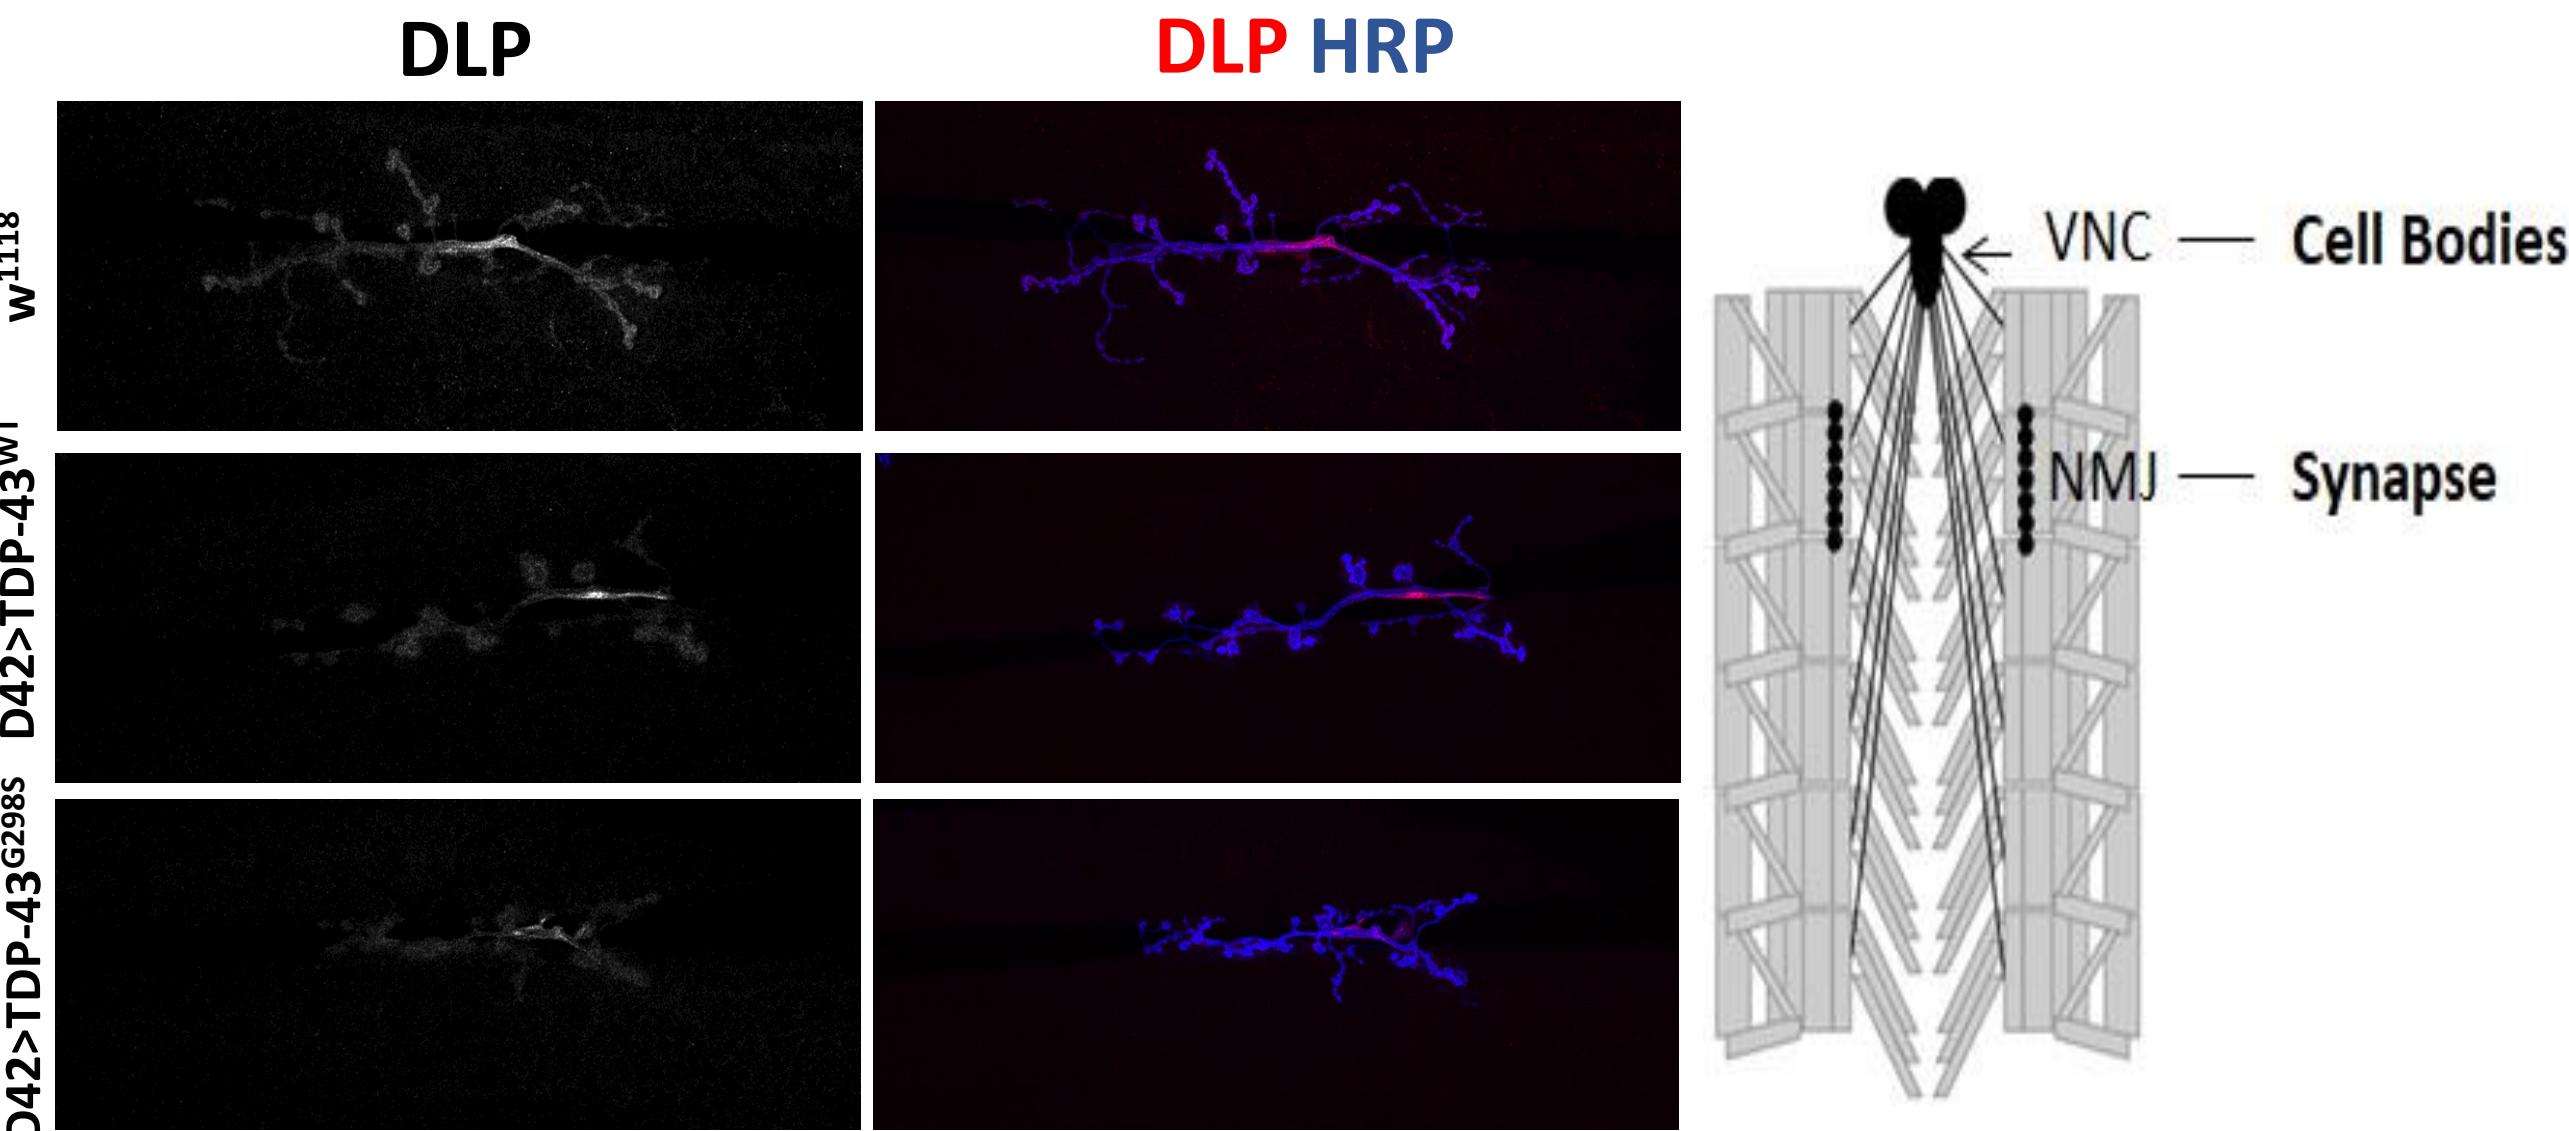 DLP
DLP HRP
w1118
D42>TDP-43WT
D42>TDP-43G298S
VNC — Cell Bodies
NMJ — Synapse